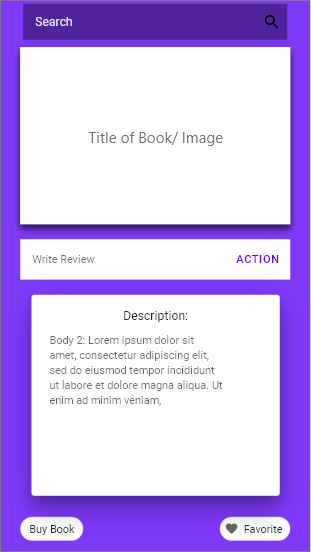 Search
Title of Book/ Image
Write Review
ACTION
Description:
Body 2: Lorem ipsum dolor sit
amet, consectetur adipiscing elit,
sed do eiusmod tempor incididunt
ut labore et dolore magna aliqua. Ut
enim ad minim veniam,
Buy Book
Favorite